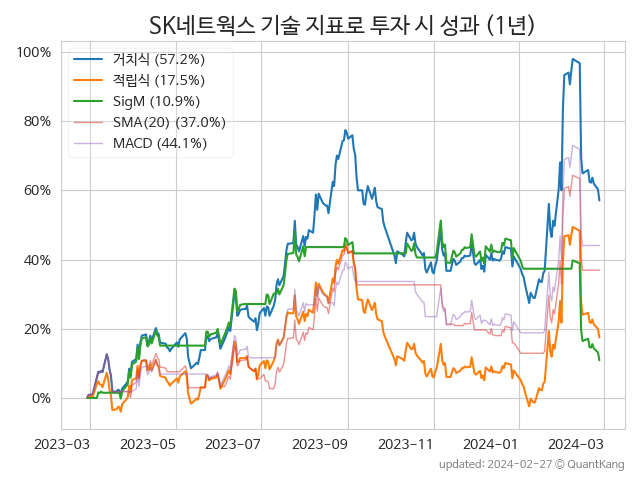 SK네트웍스 기술 지표로 투자 시 성과 (1년)
거치식 (57.2%)
적립식 (17.5%)
SigM (10.9%)
SMA(20) (37.0%)
MACD (44.1%)
100%
80%
60%
40%
20%
0%
2023-03 2023-05 2023-07 2023-09 2023-11 2024-01 2024-03
updated: 2024-02-27 © QuantKang